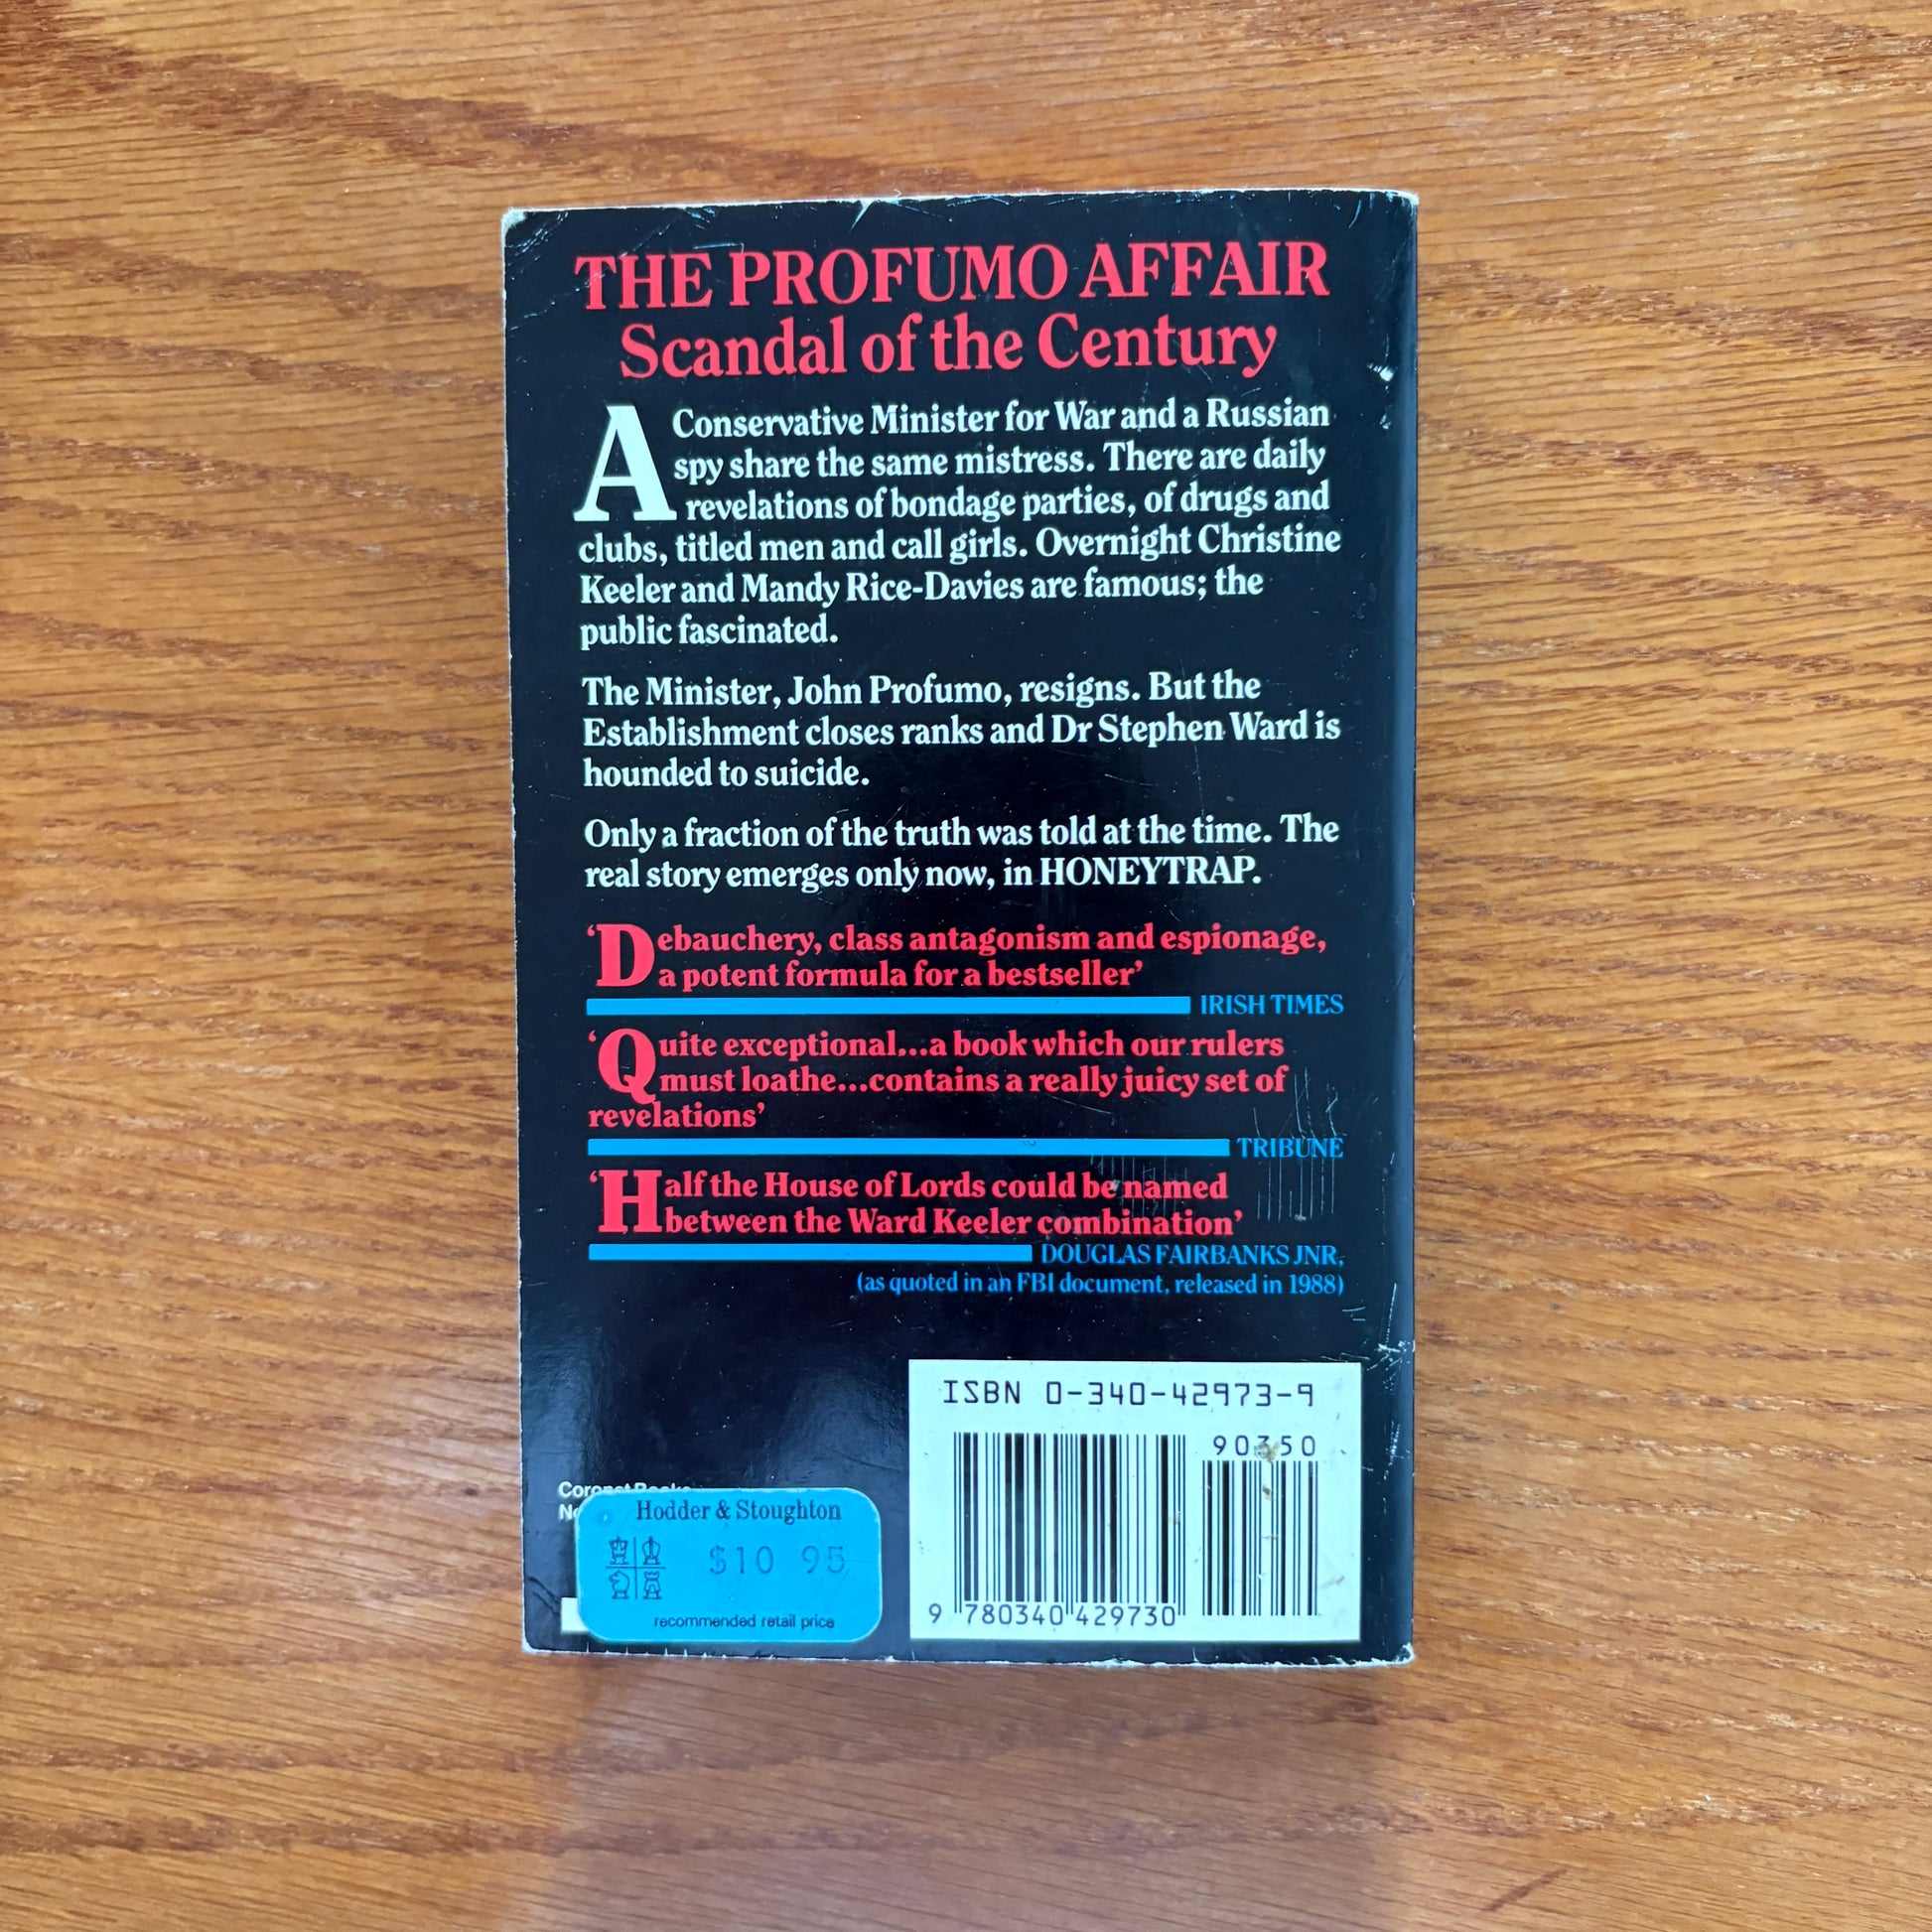 THE PROFUMO AFFAIR
Scandal of the Century
A Conservative Minister for War and a Russian
spy share the same mistress. There are daily
revelations of bondage parties, of drugs and
clubs, titled men and call girls. Overnight Christine
Keeler and Mandy Rice-Davies are famous; the
public fascinated.
The Minister, John Profumo, resigns. But the
Establishment closes ranks and Dr Stephen Ward is
hounded to suicide.
Only a fraction of the truth was told at the time. The
real story emerges only now, in HONEYTRAP.
‘Debauchery, class antagonism and espionage,
a potent formula for a bestseller’
IRISH TIMES
‘Quite exceptional...a book which our rulers
must loathe...contains a really juicy set of
revelations’
TRIBUNE
‘Half the House of Lords could be named
between the Ward Keeler combination’
DOUGLAS FAIRBANKS JNR,
(as quoted in an FBI document, released in 1988)
ISBN 0-340-42973-9
90350
9 780340 429730
Coronet Books
Hodder & Stoughton
$10 95
recommended retail price